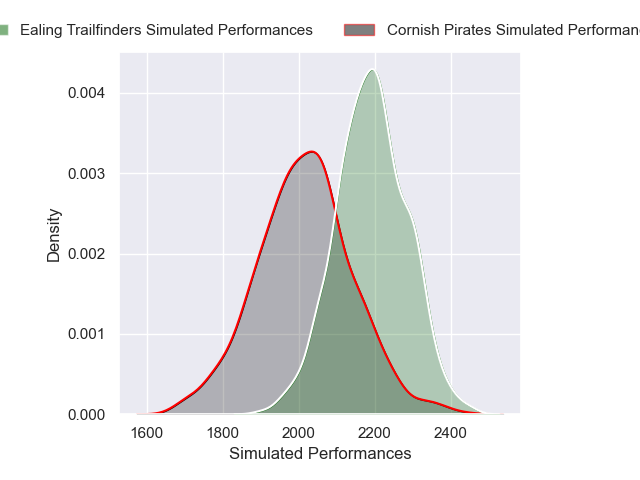 Ealing Trailfinders Simulated Performances Cornish Pirates Simulated
0.004
0.003
0.002
0.001
0.000
Density
1600 1800 2000 2200 2400
Simulated Performances